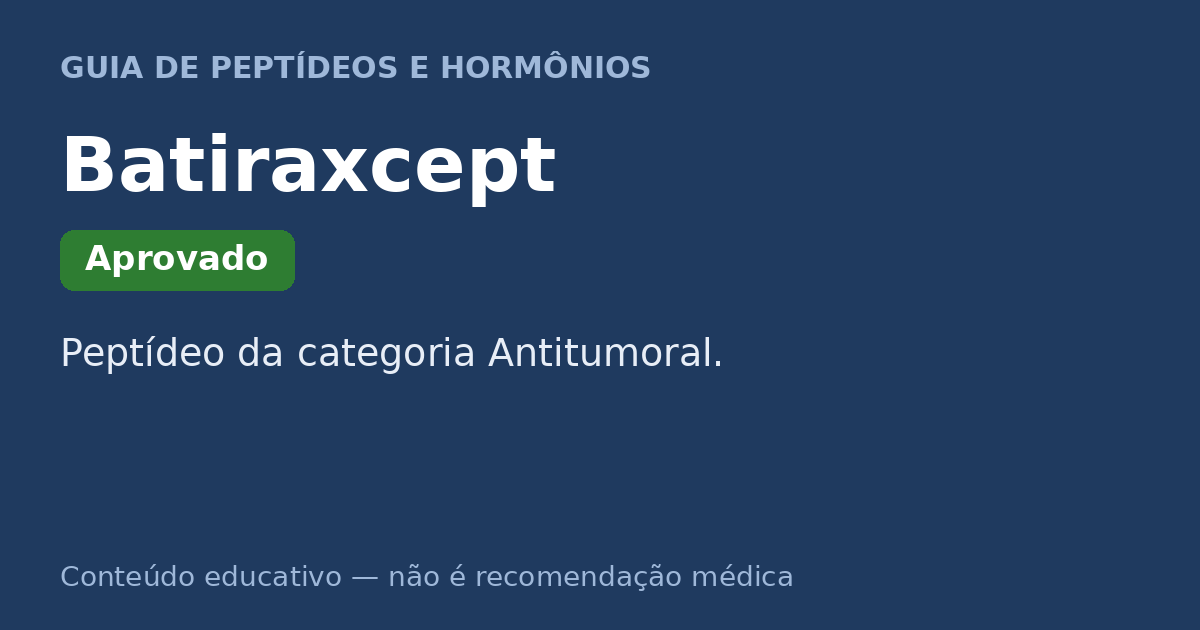 GUIA DE PEPTÍDEOS E HORMÔNIOS
Batiraxcept
Aprovado
Peptídeo da categoria Antitumoral.
Conteúdo educativo — não é recomendação médica